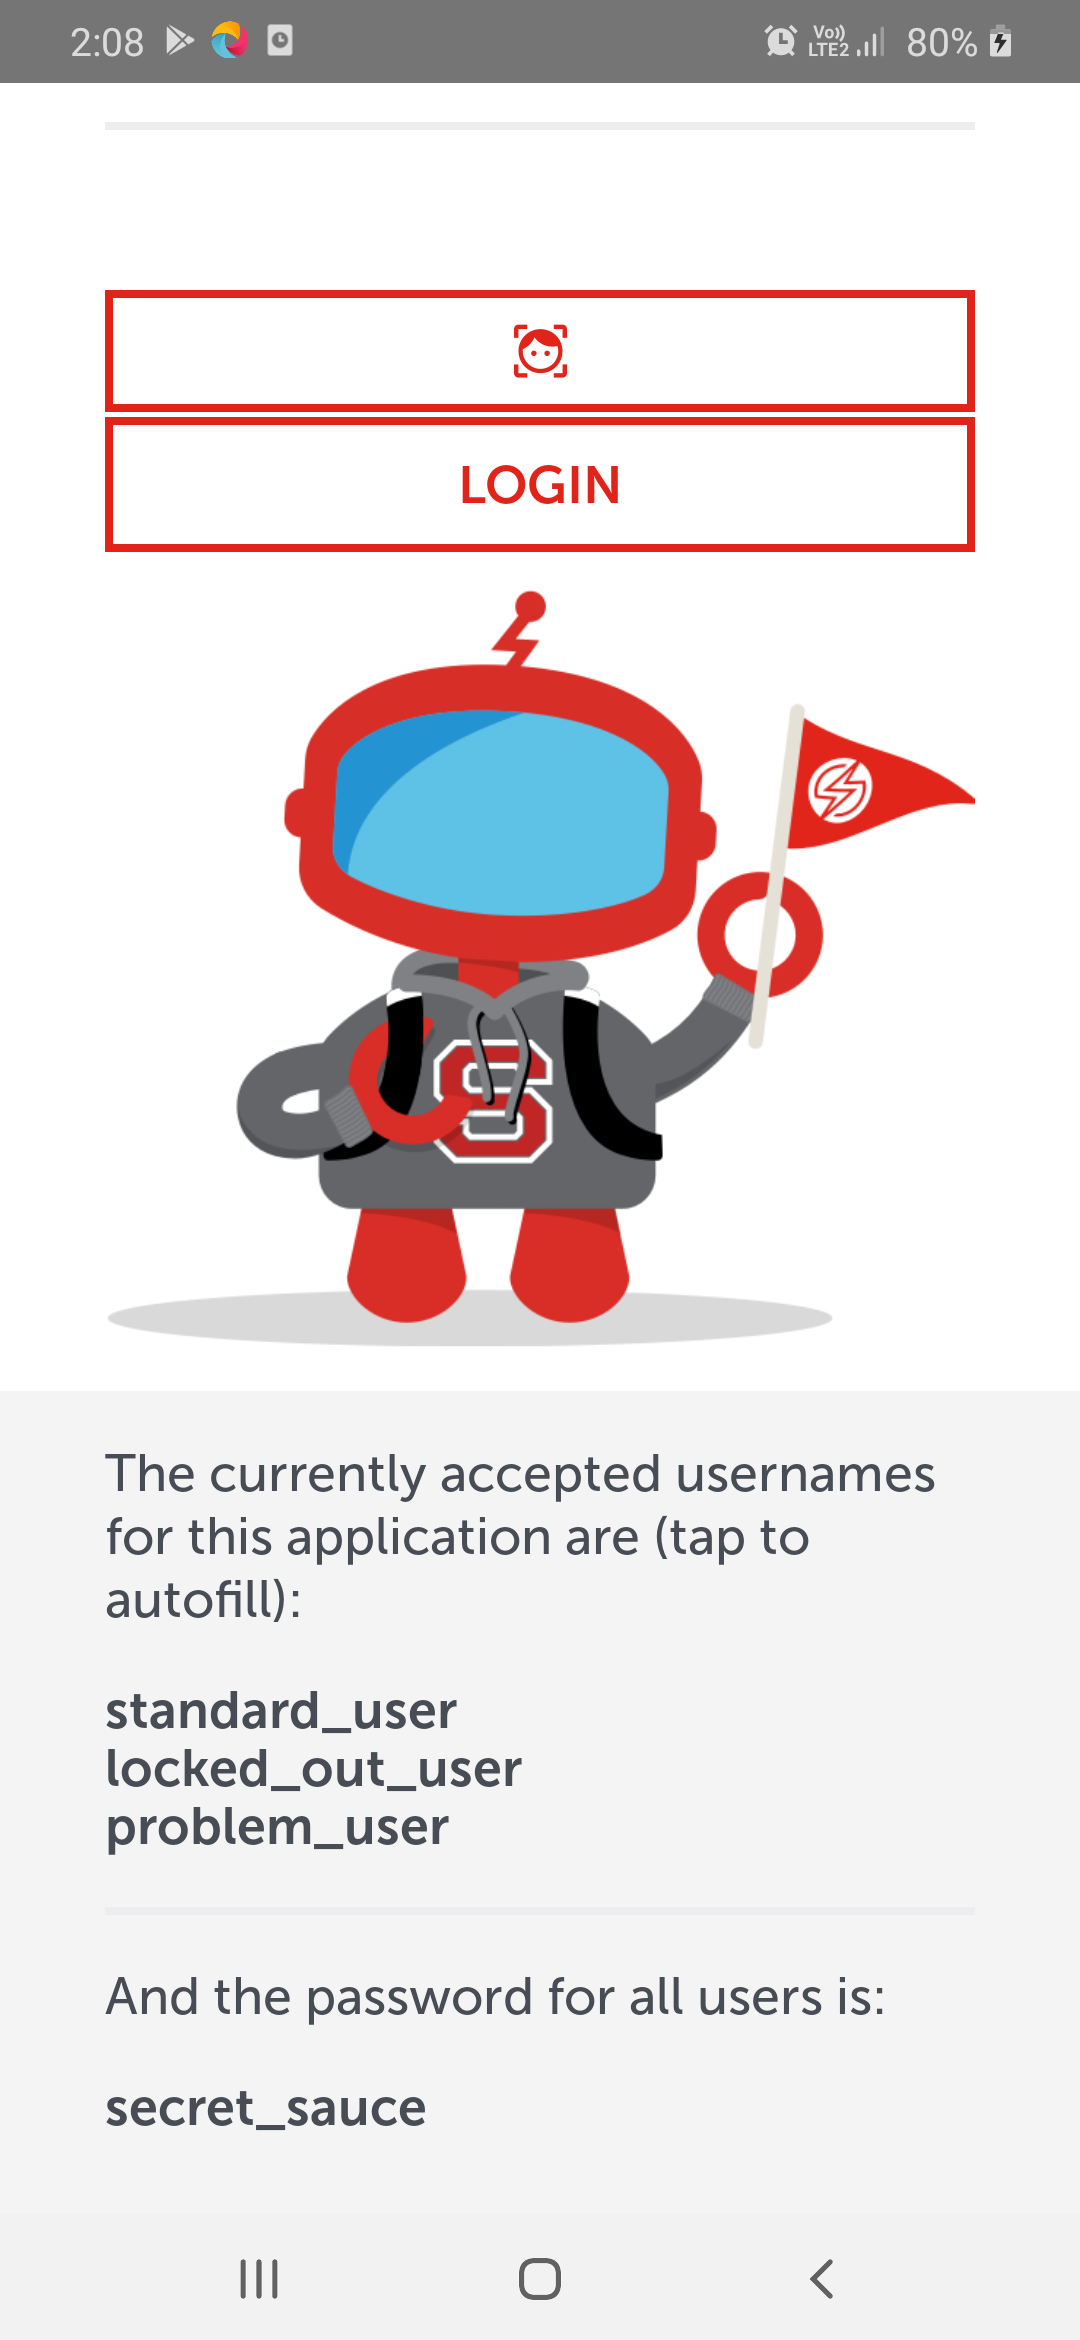 2:08
Vo))
LTE2
80%
LOGIN
S
The currently accepted usernames
for this application are (tap to
autofill):
standard_user
locked_out_user
problem_user
And the password for all users is:
secret_sauce